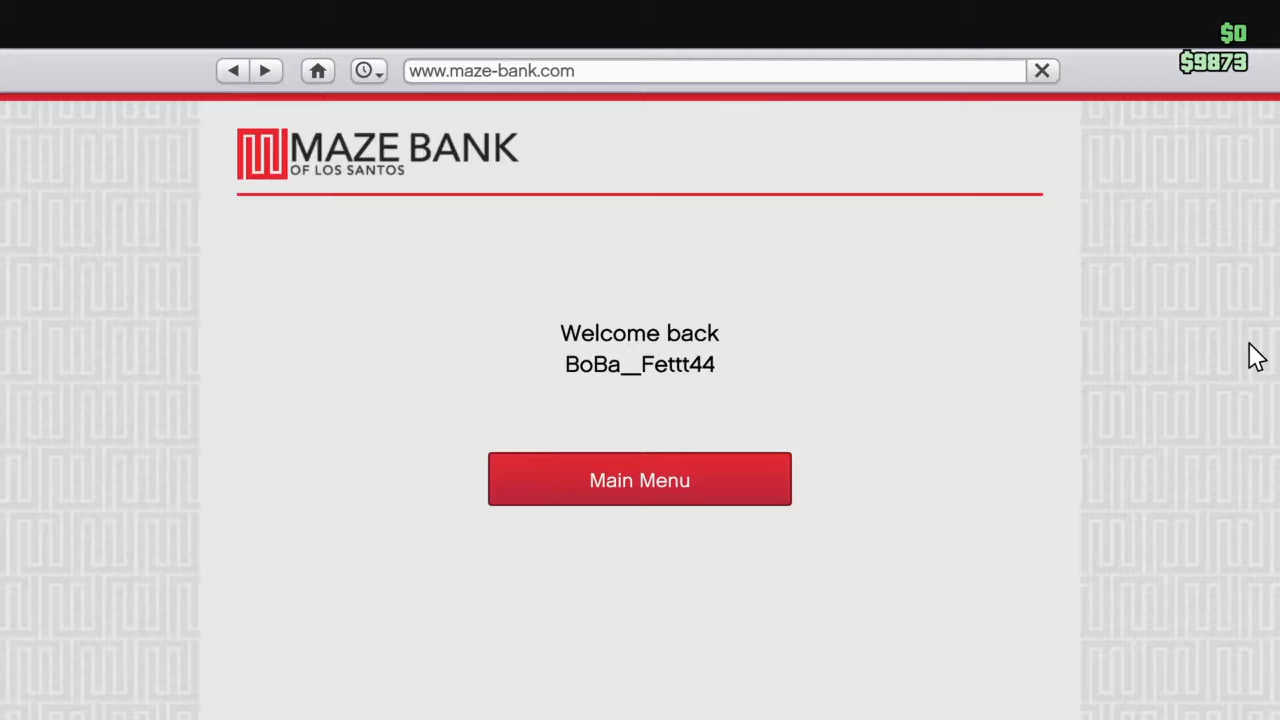 $0
$9873
www.maze-bank.com
MAZE BANK
OF LOS SANTOS
Welcome back
BoBa__Fettt44
Main Menu